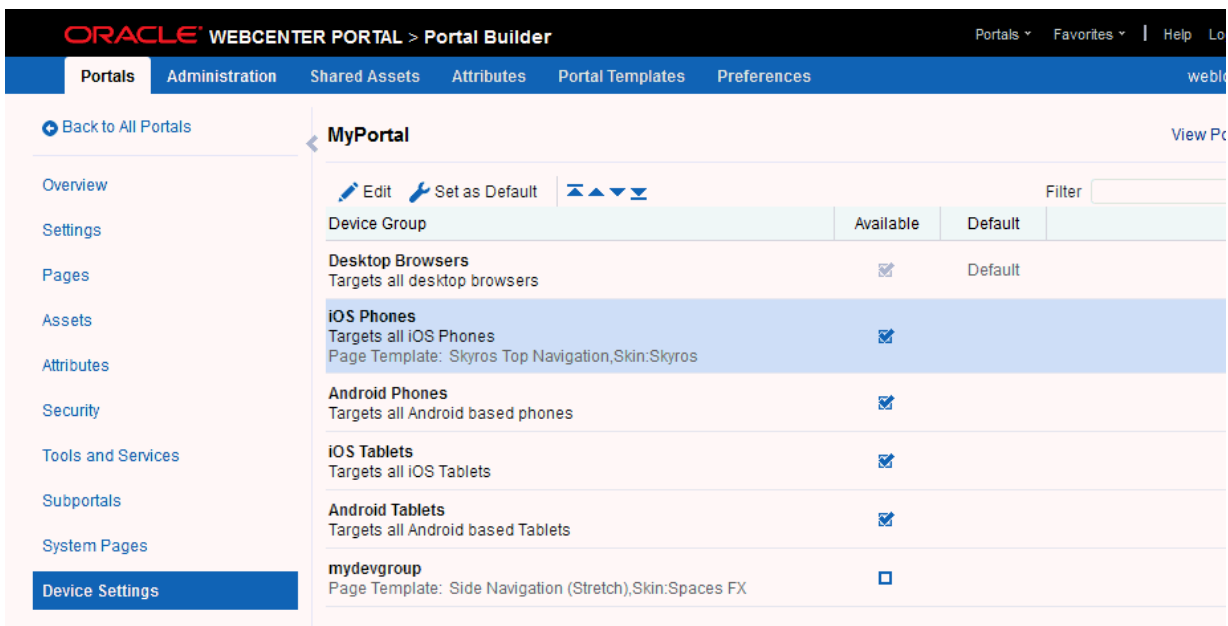 ORACLE WEBCENTER PORTAL > Portal Builder
Portals Favorites Help
Portals Administration Shared Assets Attributes Portal Templates Preferences
Back to All Portals
Overview
Settings
Pages
Assets
Attributes
Security
Tools and Services
Subportals
System Pages
Device Settings
MyPortal
View
Edit Set as Default Filter
Device Group Available Default
Desktop Browsers
Targets all desktop browsers
Default
iOS Phones
Targets all iOS Phones
Page Template: Skyros Top Navigation,Skin:Skyros
Android Phones
Targets all Android based phones
iOS Tablets
Targets all iOS Tablets
Android Tablets
Targets all Android based Tablets
mydevgroup
Page Template: Side Navigation (Stretch),Skin:Spaces FX